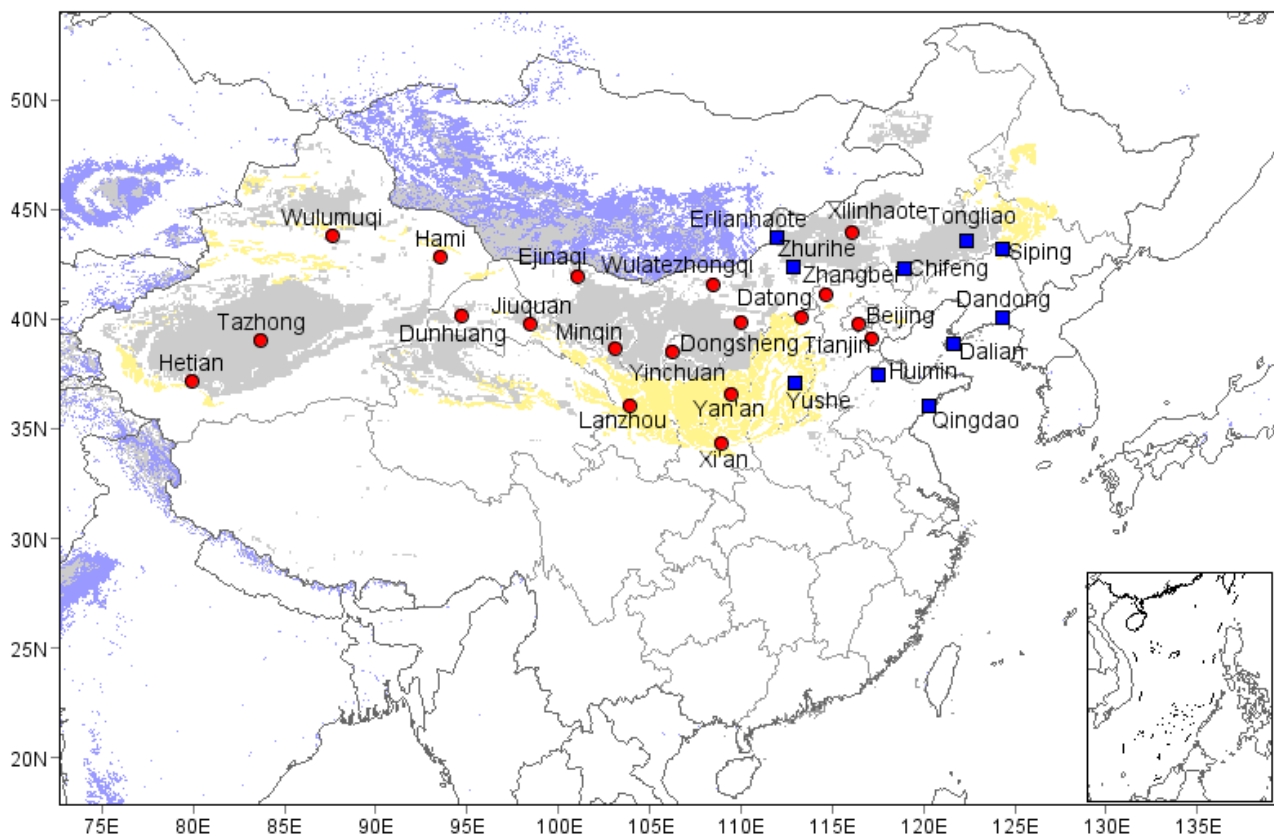 50N
45N
40N
35N
30N
25N
20N
Wulumuqi
Hami
Erlianhaote
Xilinhaote
Tongliao
Zhurihe
Siping
Ejinaqi
Wulatezhongqi
Zhangbei
Chifeng
Tazhong
Dunhuang
Jiuquan
Minqin
Datong
Dandong
Beijing
Dongsheng
Tianjin
Dalian
Hetian
Yinchuan
Huimin
Lanzhou
Yan'an
Yushe
Qingdao
Xi'an
75E 80E 85E 90E 95E 100E 105E 110E 115E 120E 125E 130E 135E